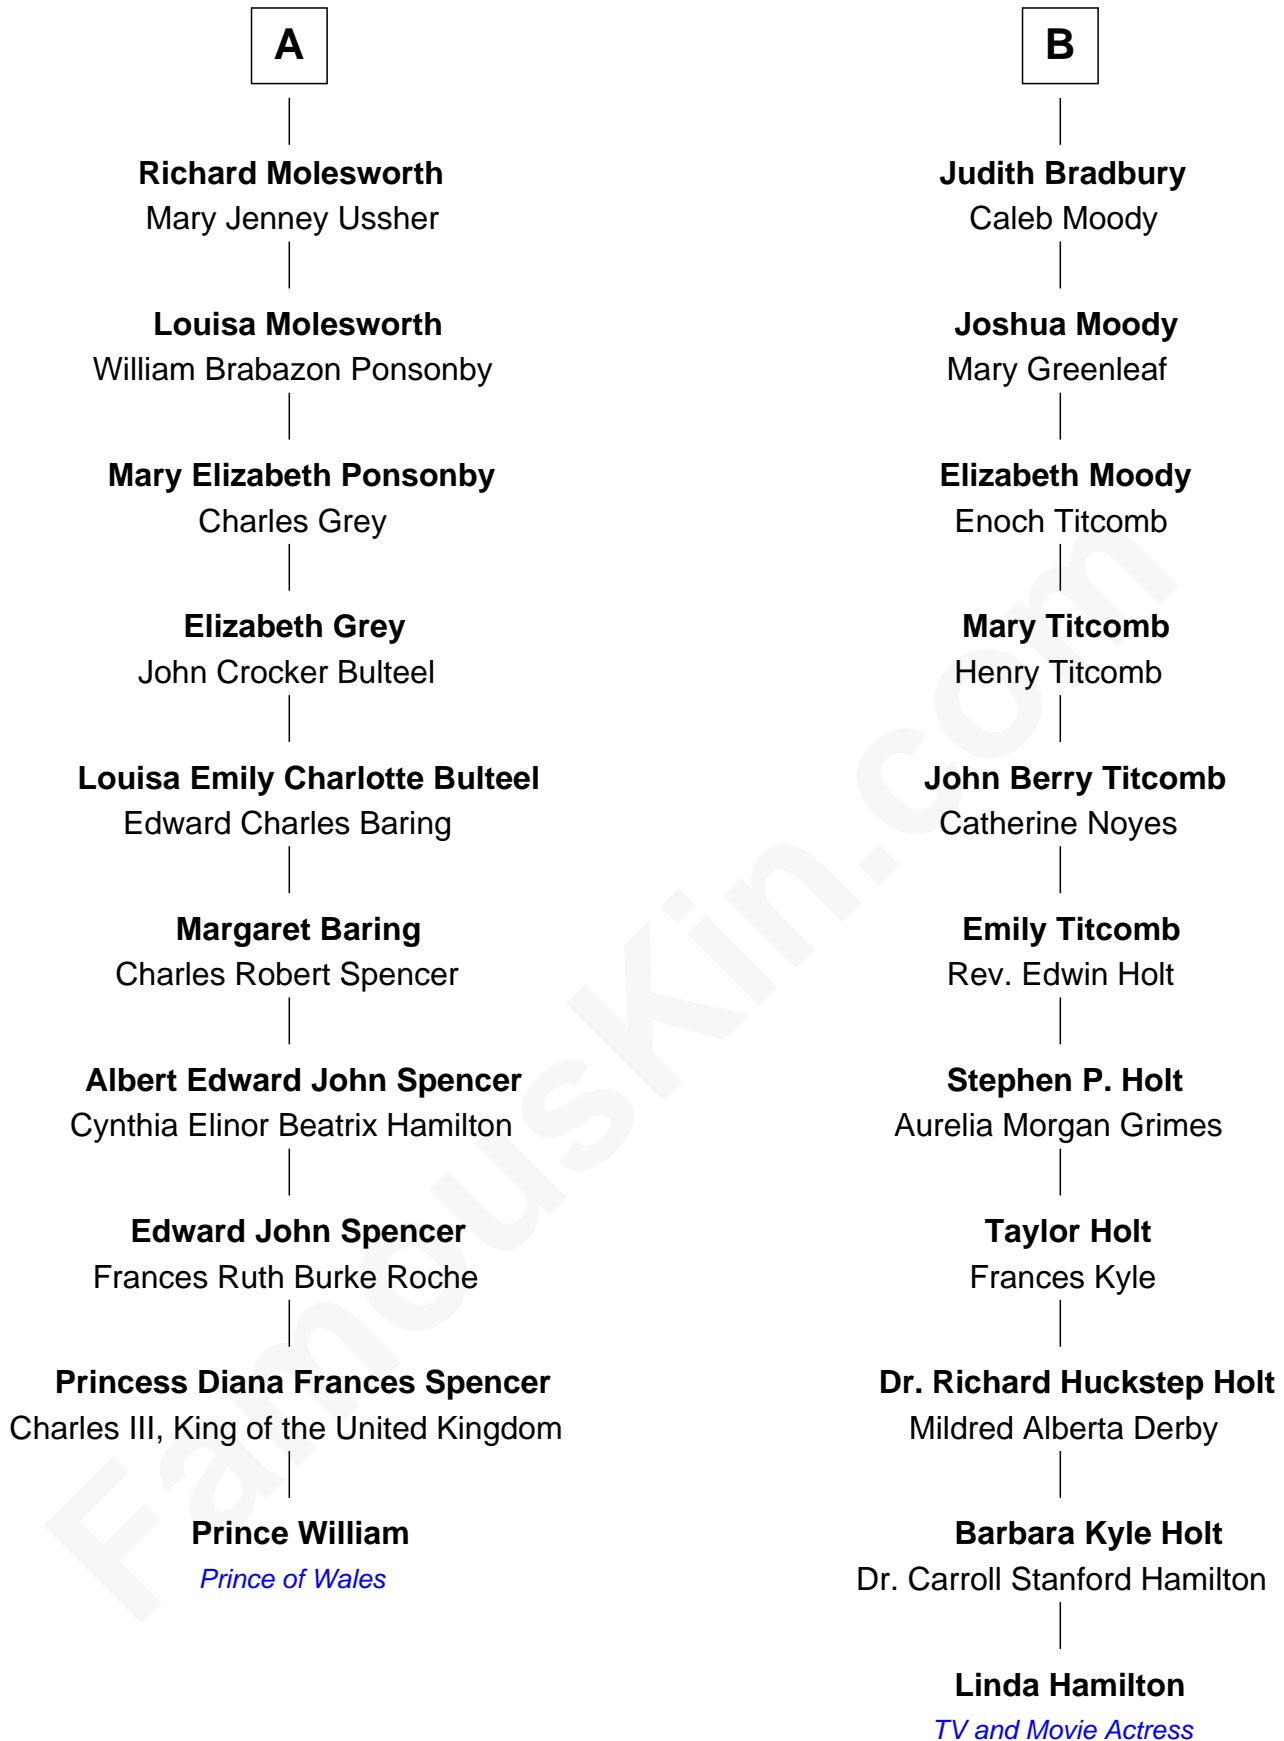 A
Richard Molesworth
Mary Jenney Ussher
Louisa Molesworth
William Brabazon Ponsonby
Mary Elizabeth Ponsonby
Charles Grey
Elizabeth Grey
John Crocker Bulteel
Louisa Emily Charlotte Bulteel
Edward Charles Baring
Margaret Baring
Charles Robert Spencer
Albert Edward John Spencer
Cynthia Elinor Beatrix Hamilton
Edward John Spencer
Frances Ruth Burke Roche
Princess Diana Frances Spencer
Charles III, King of the United Kingdom
Prince William
Prince of Wales
B
Judith Bradbury
Caleb Moody
Joshua Moody
Mary Greenleaf
Elizabeth Moody
Enoch Titcomb
Mary Titcomb
Henry Titcomb
John Berry Titcomb
Catherine Noyes
Emily Titcomb
Rev. Edwin Holt
Stephen P. Holt
Aurelia Morgan Grimes
Taylor Holt
Frances Kyle
Dr. Richard Huckstep Holt
Mildred Alberta Derby
Barbara Kyle Holt
Dr. Carroll Stanford Hamilton
Linda Hamilton
TV and Movie Actress
FamousKin.com